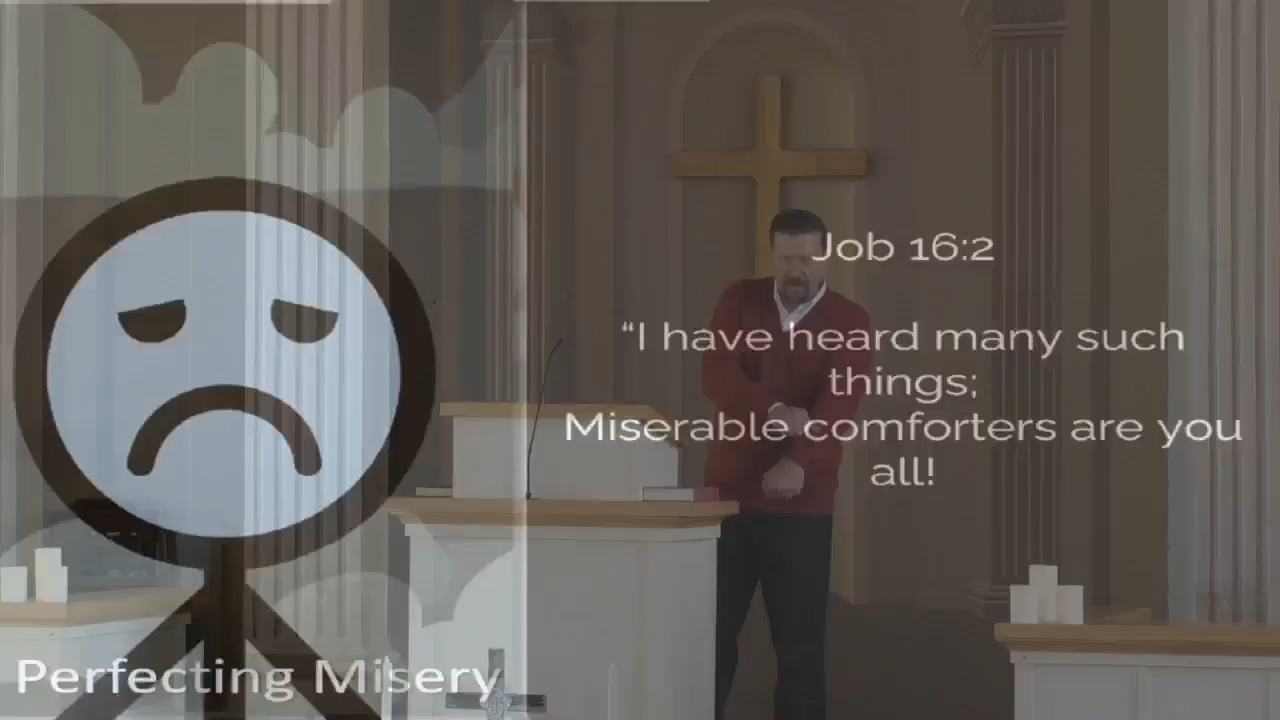 Job 16:2
“I have heard many such
things;
Miserable comforters are you
all!
Perfecting Misery